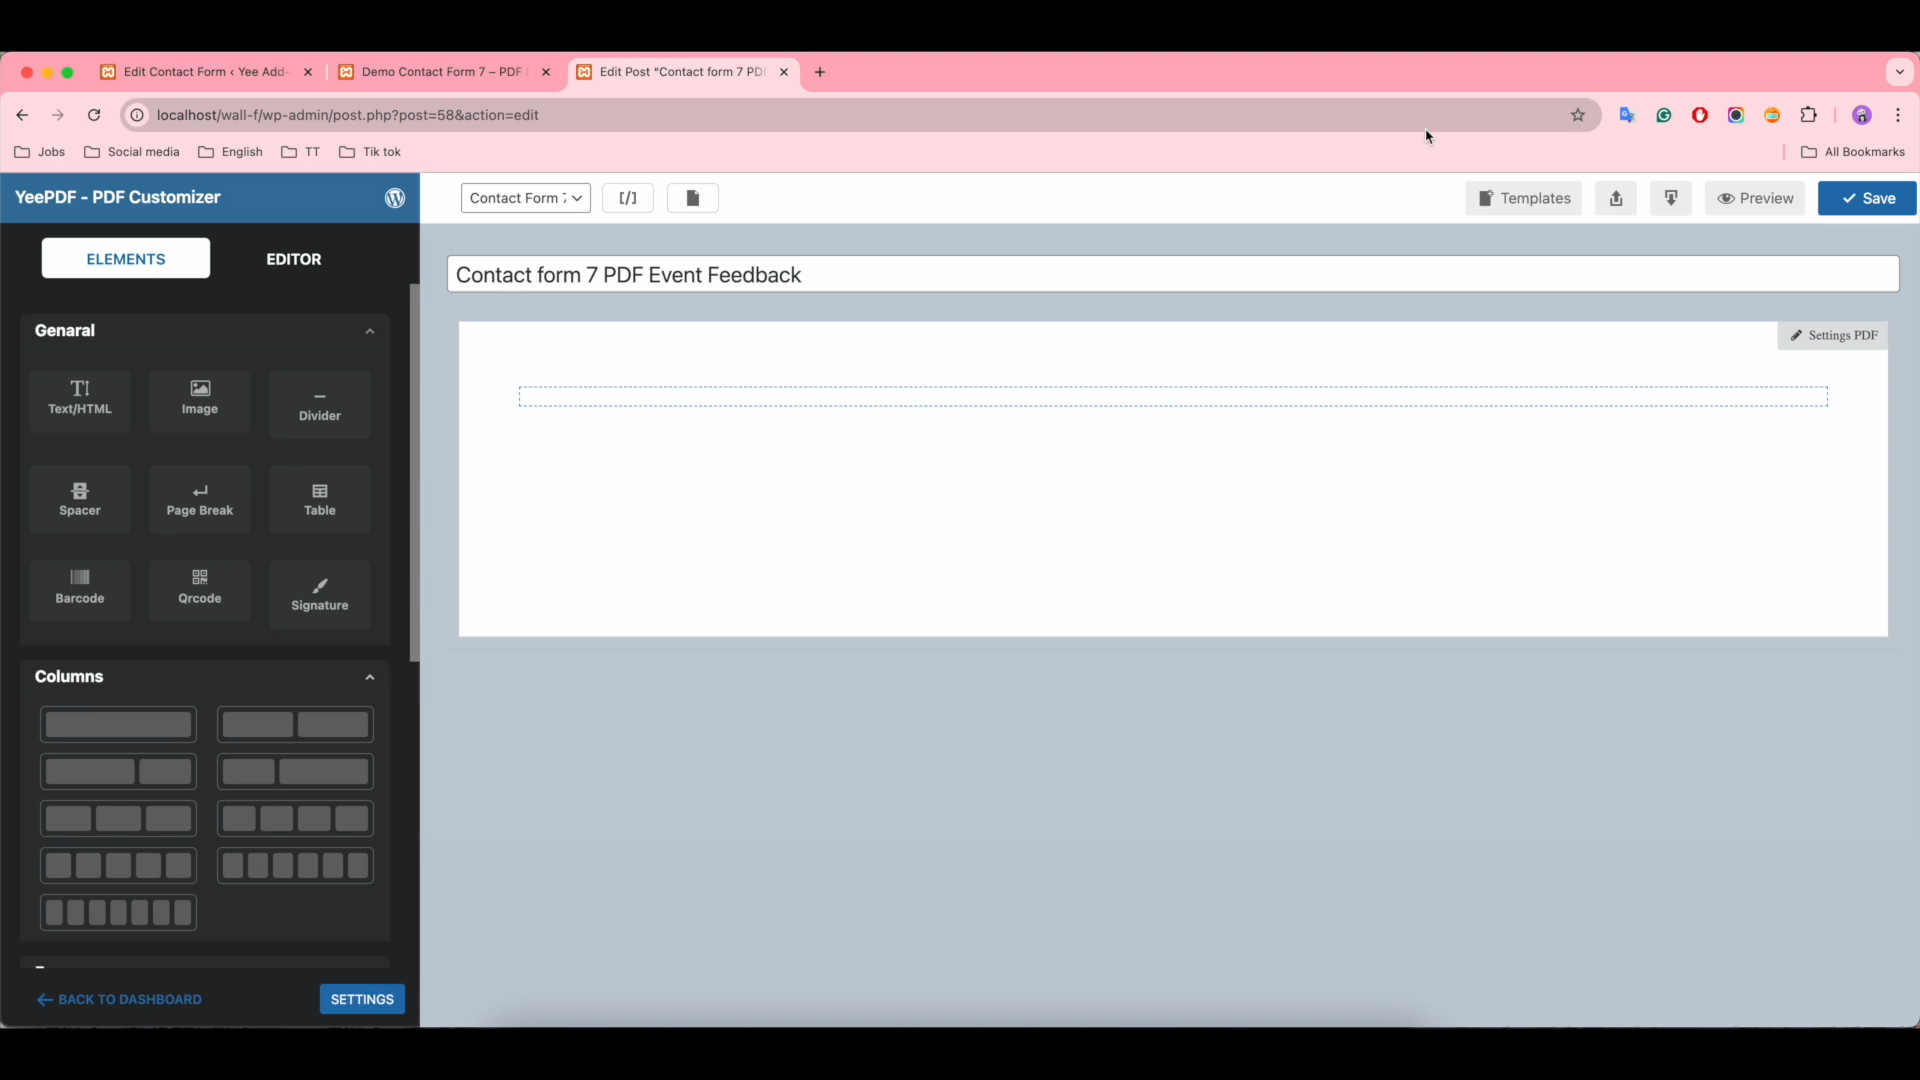 Edit Contact Form ‹ Yee Add-
Demo Contact Form 7 – PDF
Edit Post “Contact form 7 PDF
localhost/wall-f/wp-admin/post.php?post=58&action=edit
Jobs
Social media
English
TT
Tik tok
All Bookmarks
YeePDF - PDF Customizer
Contact Form 7
[/]
Templates
Preview
Save
ELEMENTS
EDITOR
Contact form 7 PDF Event Feedback
Settings PDF
Genaral
Text/HTML
Image
Divider
Spacer
Page Break
Table
Barcode
Qrcode
Signature
Columns
BACK TO DASHBOARD
SETTINGS